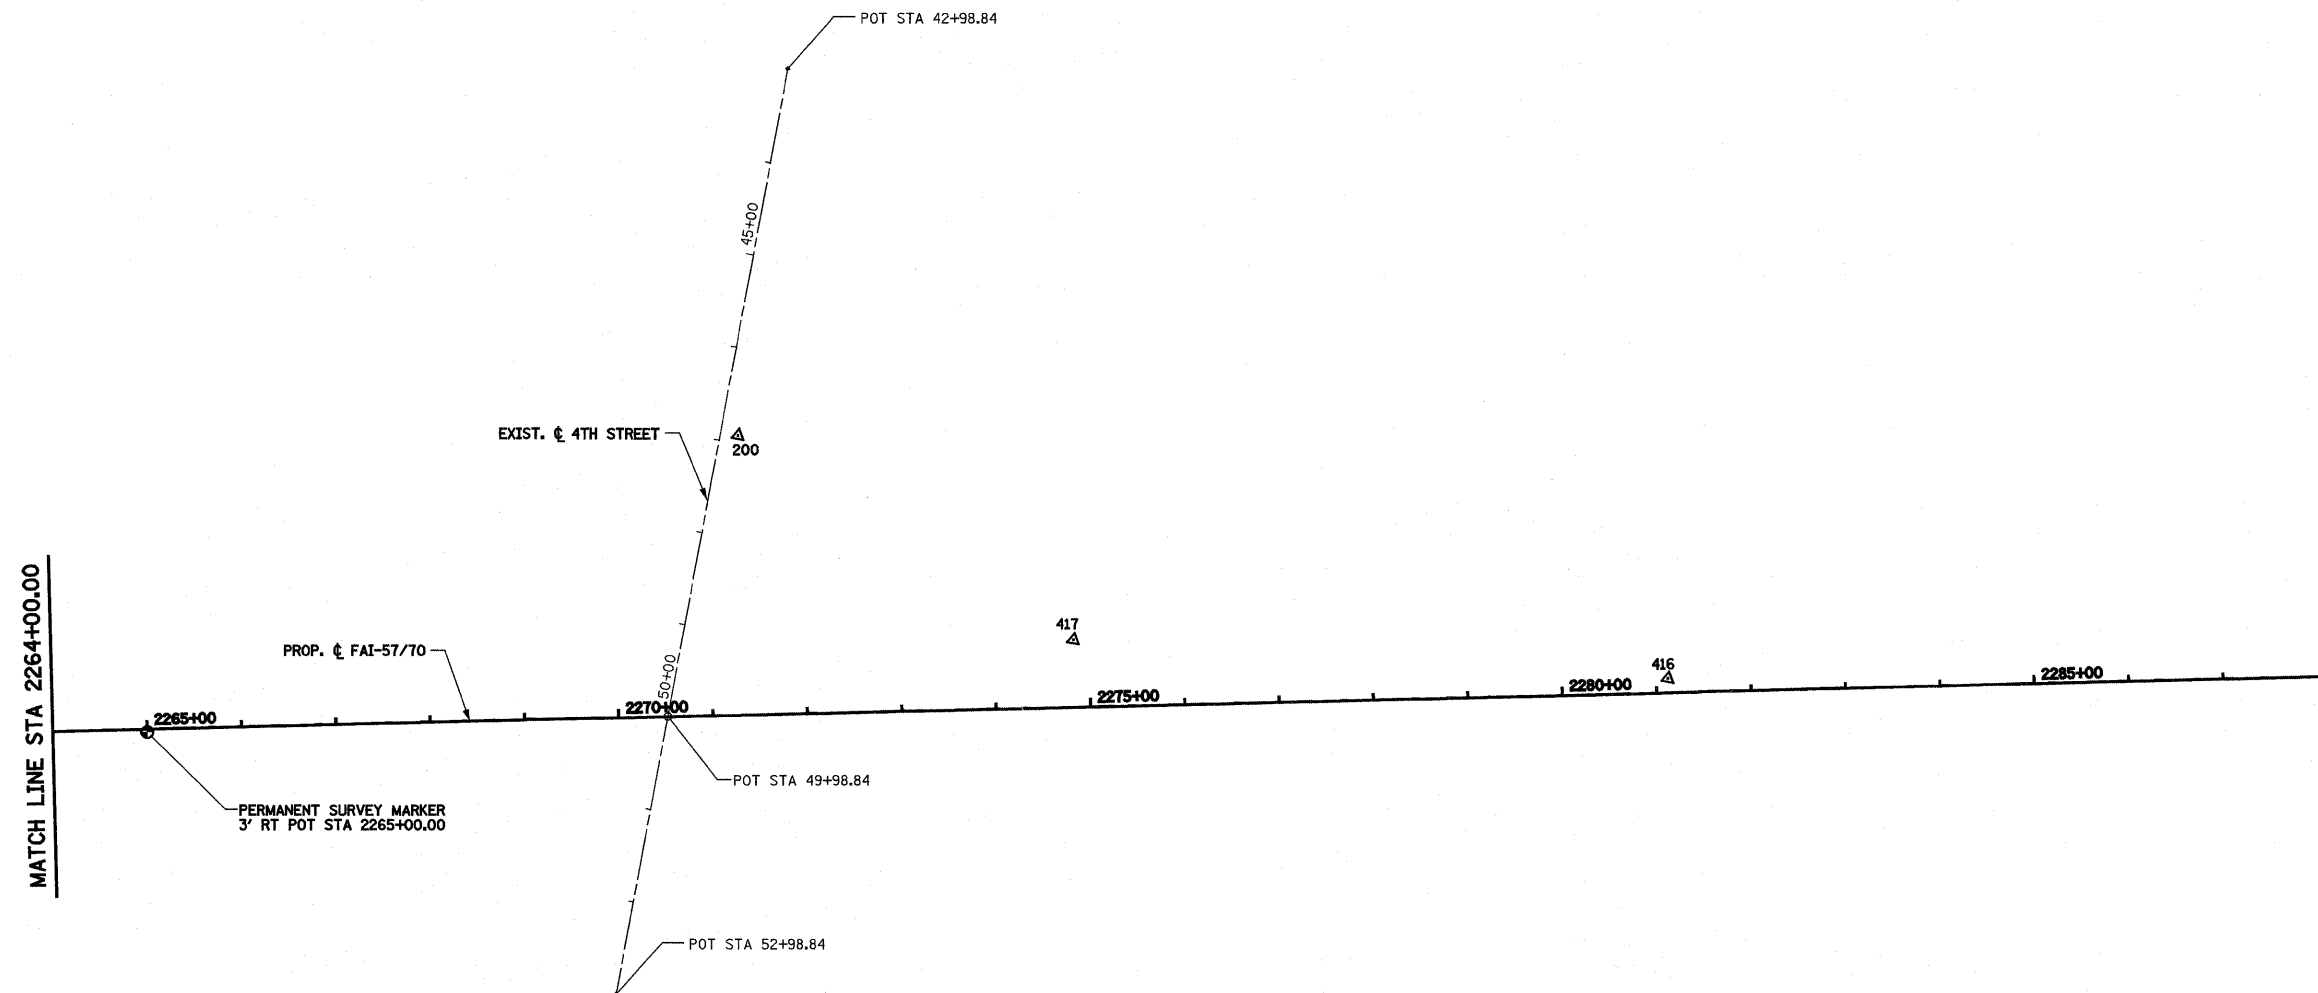 POT STA 42+98.84
45+00
EXIST. ℄ 4TH STREET
200
417
PROP. ℄ FAI-57/70
50+00
416
MATCH LINE STA 2264+00.00
2265+00
2270+00
2275+00
2280+00
2285+00
POT STA 49+98.84
PERMANENT SURVEY MARKER
3' RT POT STA 2265+00.00
POT STA 52+98.84